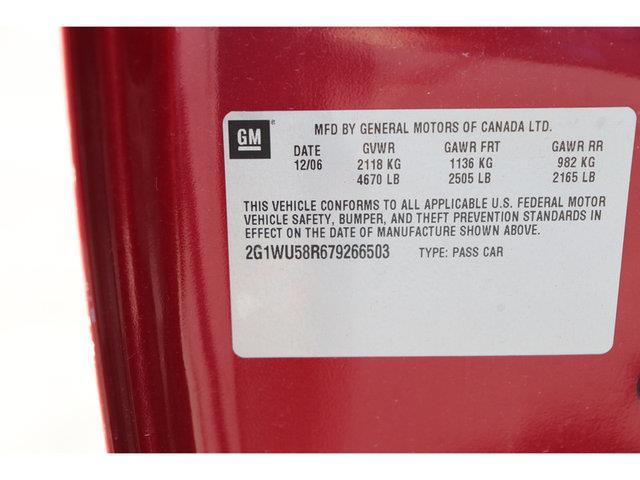 GM ® MFD BY GENERAL MOTORS OF CANADA LTD.
DATE GVWR GAWR FRT GAWR RR
12/06 2118 KG 1136 KG 982 KG
4670 LB 2505 LB 2165 LB
THIS VEHICLE CONFORMS TO ALL APPLICABLE U.S. FEDERAL MOTOR
VEHICLE SAFETY, BUMPER, AND THEFT PREVENTION STANDARDS IN
EFFECT ON THE DATE OF MANUFACTURE SHOWN ABOVE.
2G1WU58R679266503 TYPE: PASS CAR